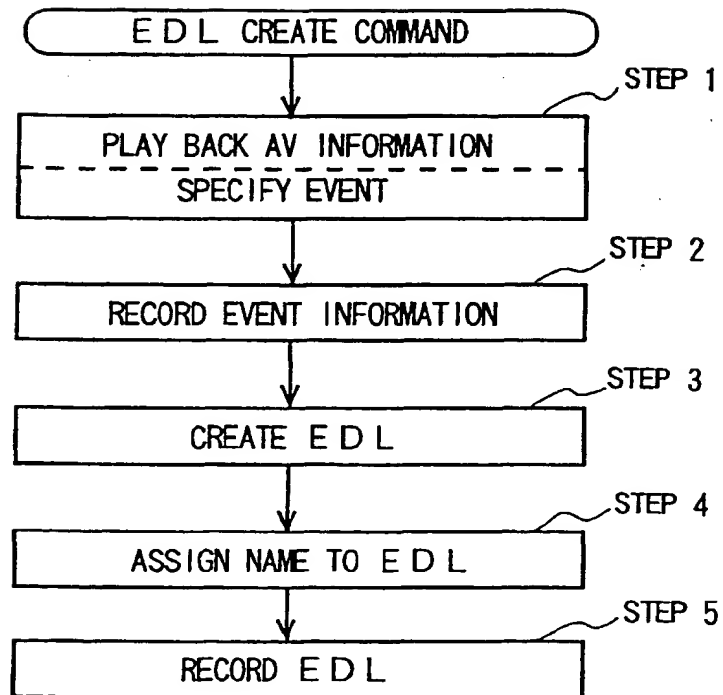 EDL CREATE COMMAND
STEP 1
PLAY BACK AV INFORMATION
SPECIFY EVENT
STEP 2
RECORD EVENT INFORMATION
STEP 3
CREATE EDL
STEP 4
ASSIGN NAME TO EDL
STEP 5
RECORD EDL